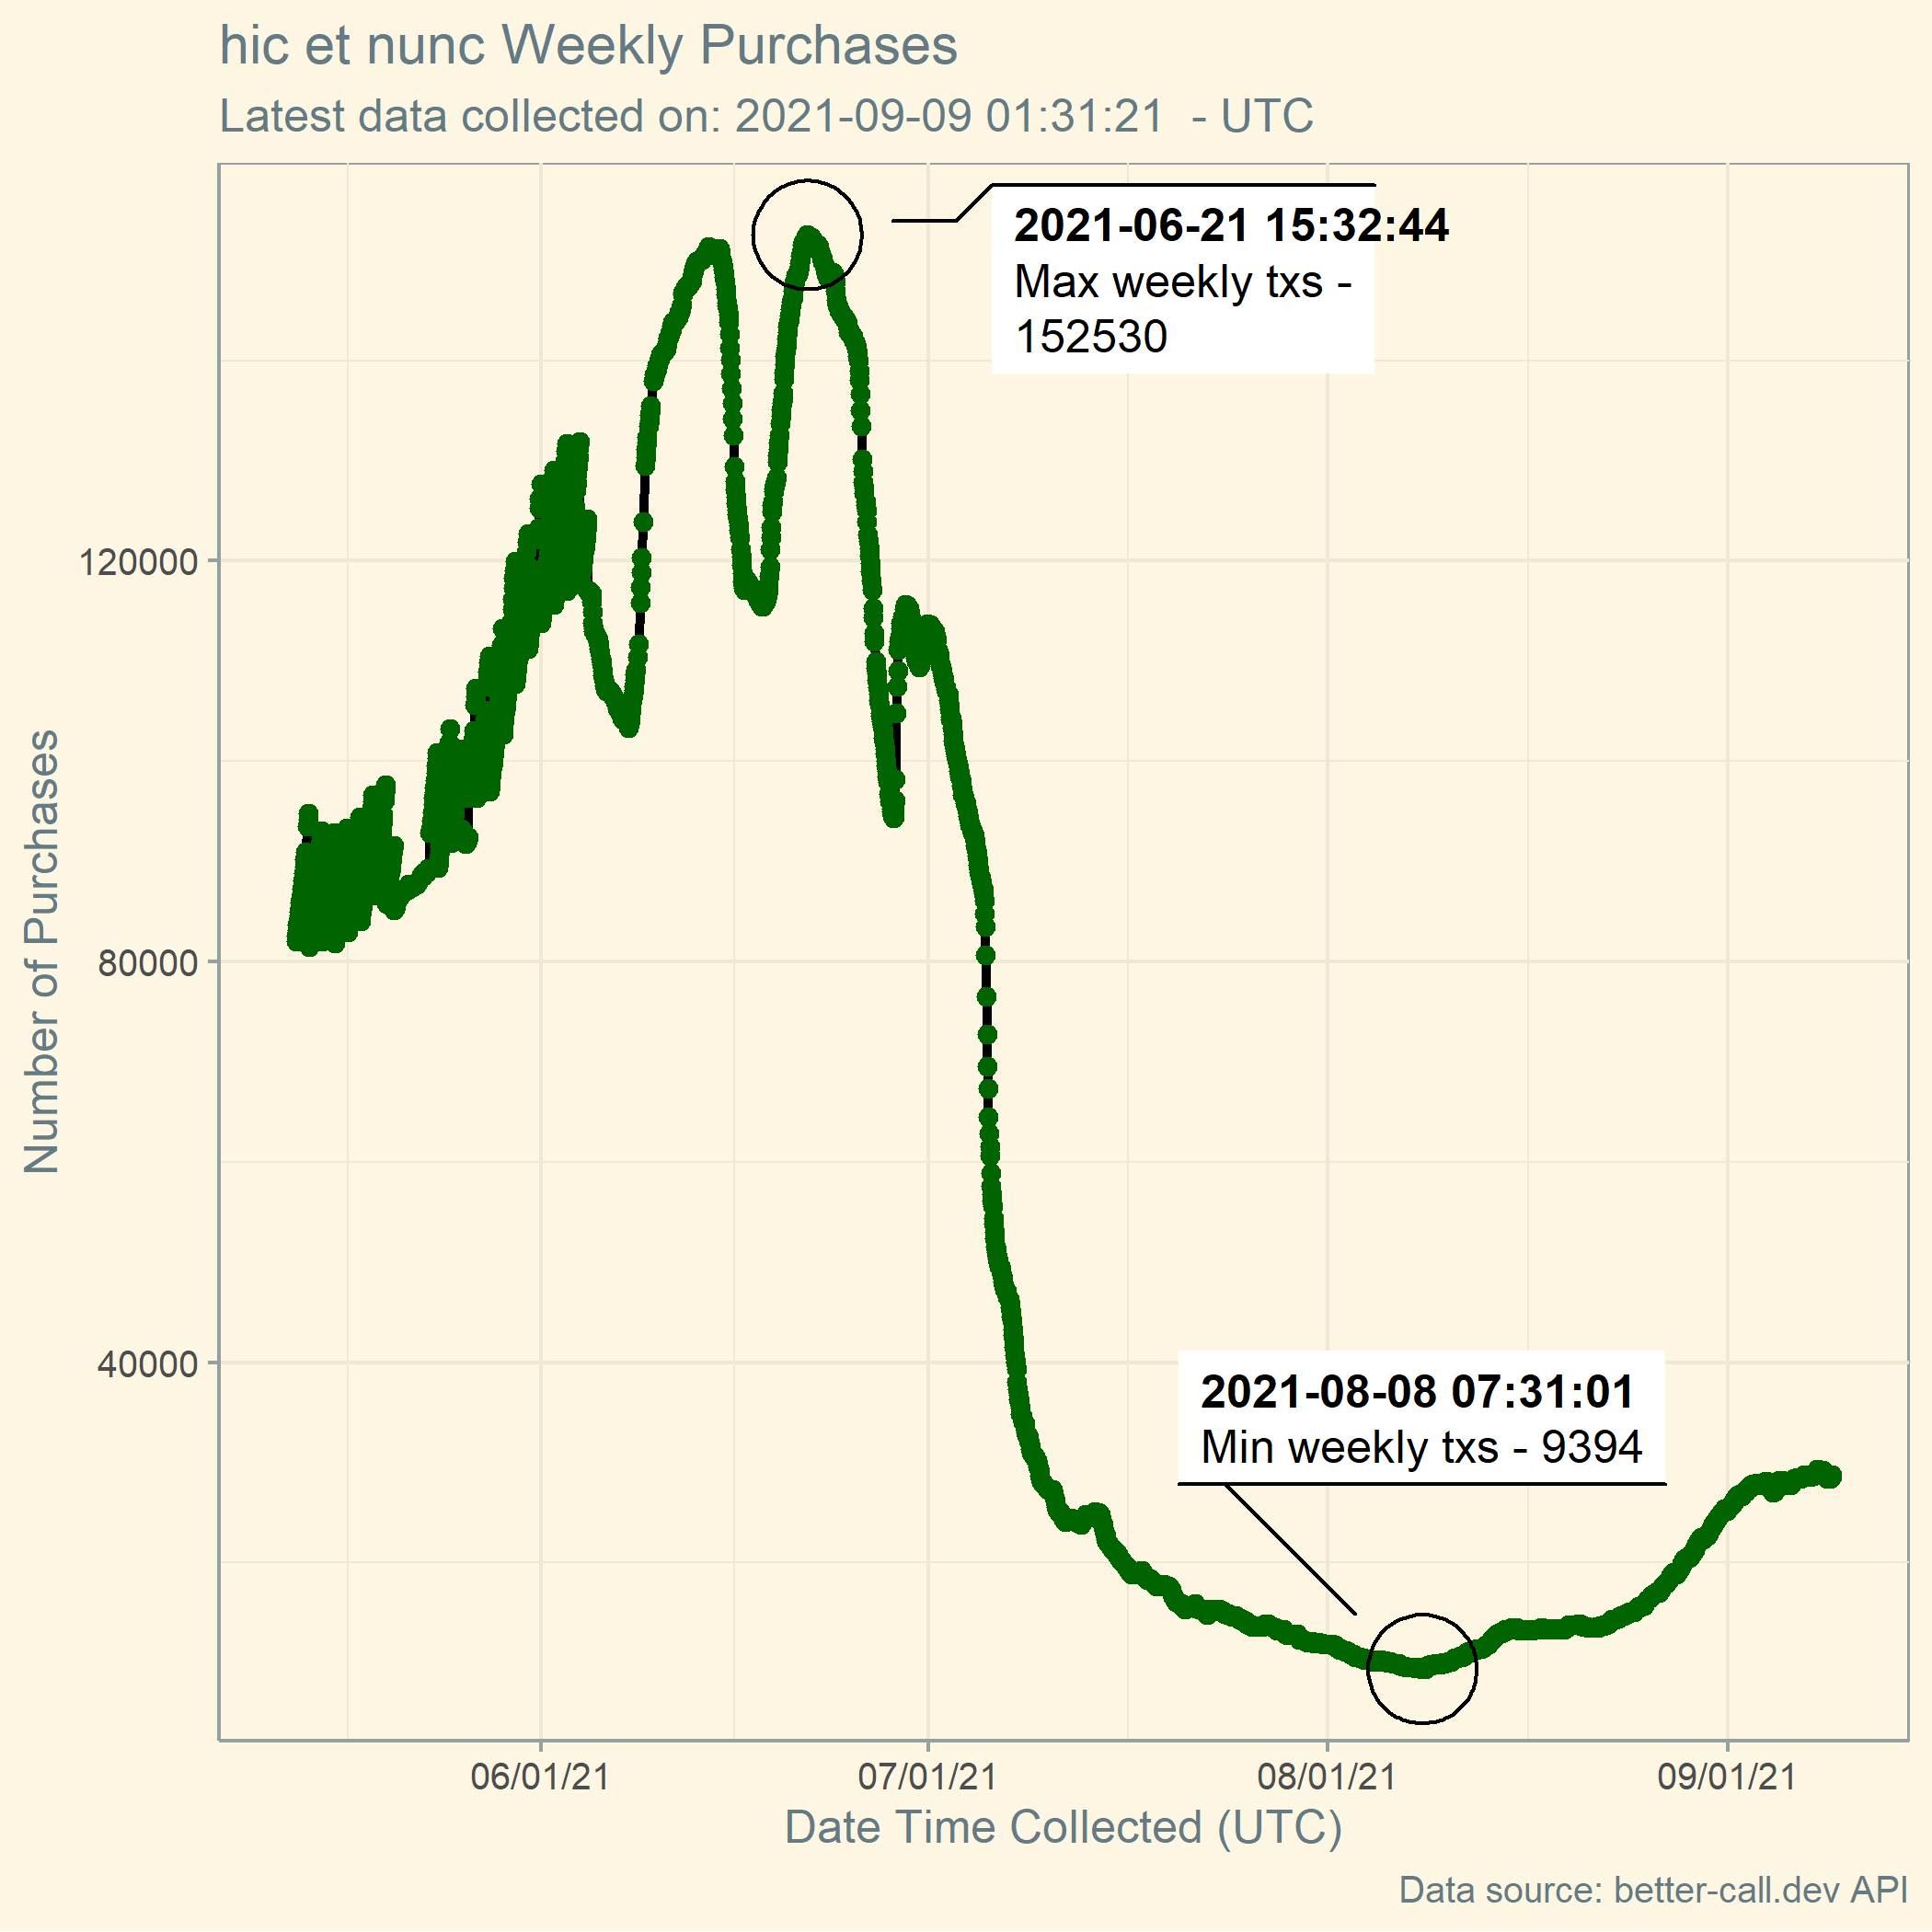 hic et nunc Weekly Purchases
Latest data collected on: 2021-09-09 01:31:21  - UTC
2021-06-21 15:32:44
Max weekly txs -
152530
120000
80000
40000
Number of Purchases
2021-08-08 07:31:01
Min weekly txs - 9394
06/01/21
07/01/21
08/01/21
09/01/21
Date Time Collected (UTC)
Data source: better-call.dev API